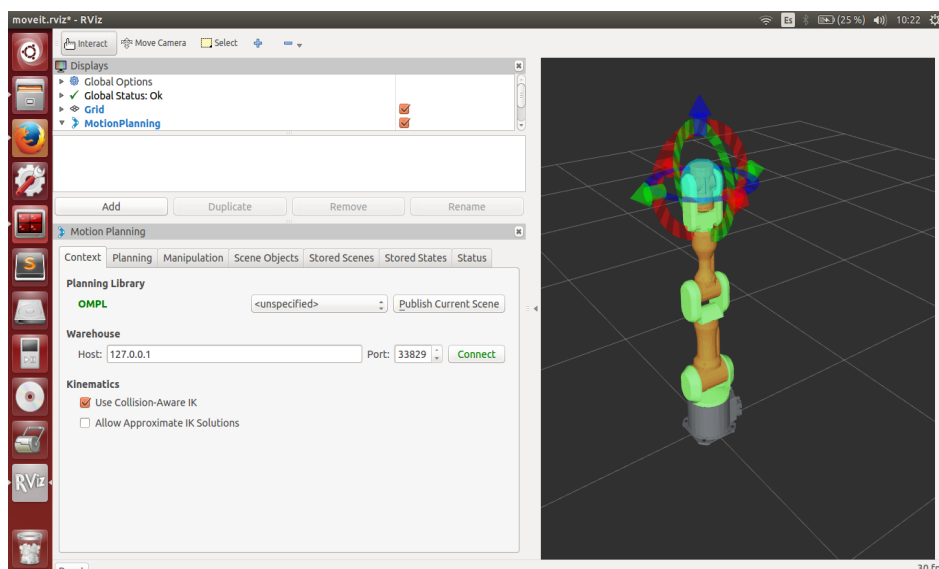 moveit.rviz* - RViz
Es (25 %) 10:22
Interact Move Camera Select
Displays
Global Options
Global Status: Ok
Grid
MotionPlanning
Add Duplicate Remove Rename
Motion Planning
Context Planning Manipulation Scene Objects Stored Scenes Stored States Status
Planning Library
OMPL <unspecified> Publish Current Scene
Warehouse
Host: 127.0.0.1 Port: 33829 Connect
Kinematics
Use Collision-Aware IK
Allow Approximate IK Solutions
S
RViz
30